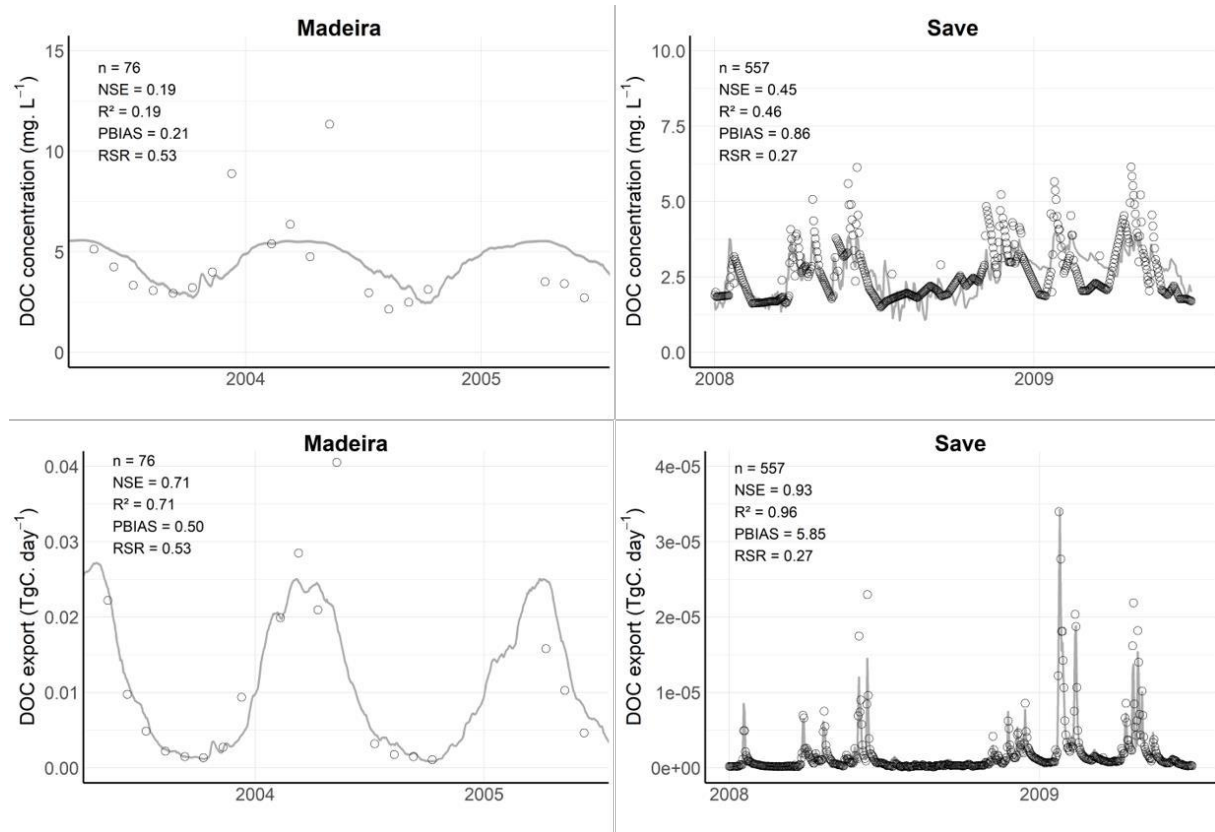 Madeira
n = 76
NSE = 0.19
R² = 0.19
PBIAS = 0.21
RSR = 0.53
DOC concentration (mg. L⁻¹)
15
10
5
0
2004
2005
Save
n = 557
NSE = 0.45
R² = 0.46
PBIAS = 0.86
RSR = 0.27
DOC concentration (mg. L⁻¹)
10.0
7.5
5.0
2.5
0.0
2008
2009
Madeira
n = 76
NSE = 0.71
R² = 0.71
PBIAS = 0.50
RSR = 0.53
DOC export (TgC. day⁻¹)
0.04
0.03
0.02
0.01
0.00
2004
2005
Save
n = 557
NSE = 0.93
R² = 0.96
PBIAS = 5.85
RSR = 0.27
DOC export (TgC. day⁻¹)
4e-05
3e-05
2e-05
1e-05
0e+00
2008
2009